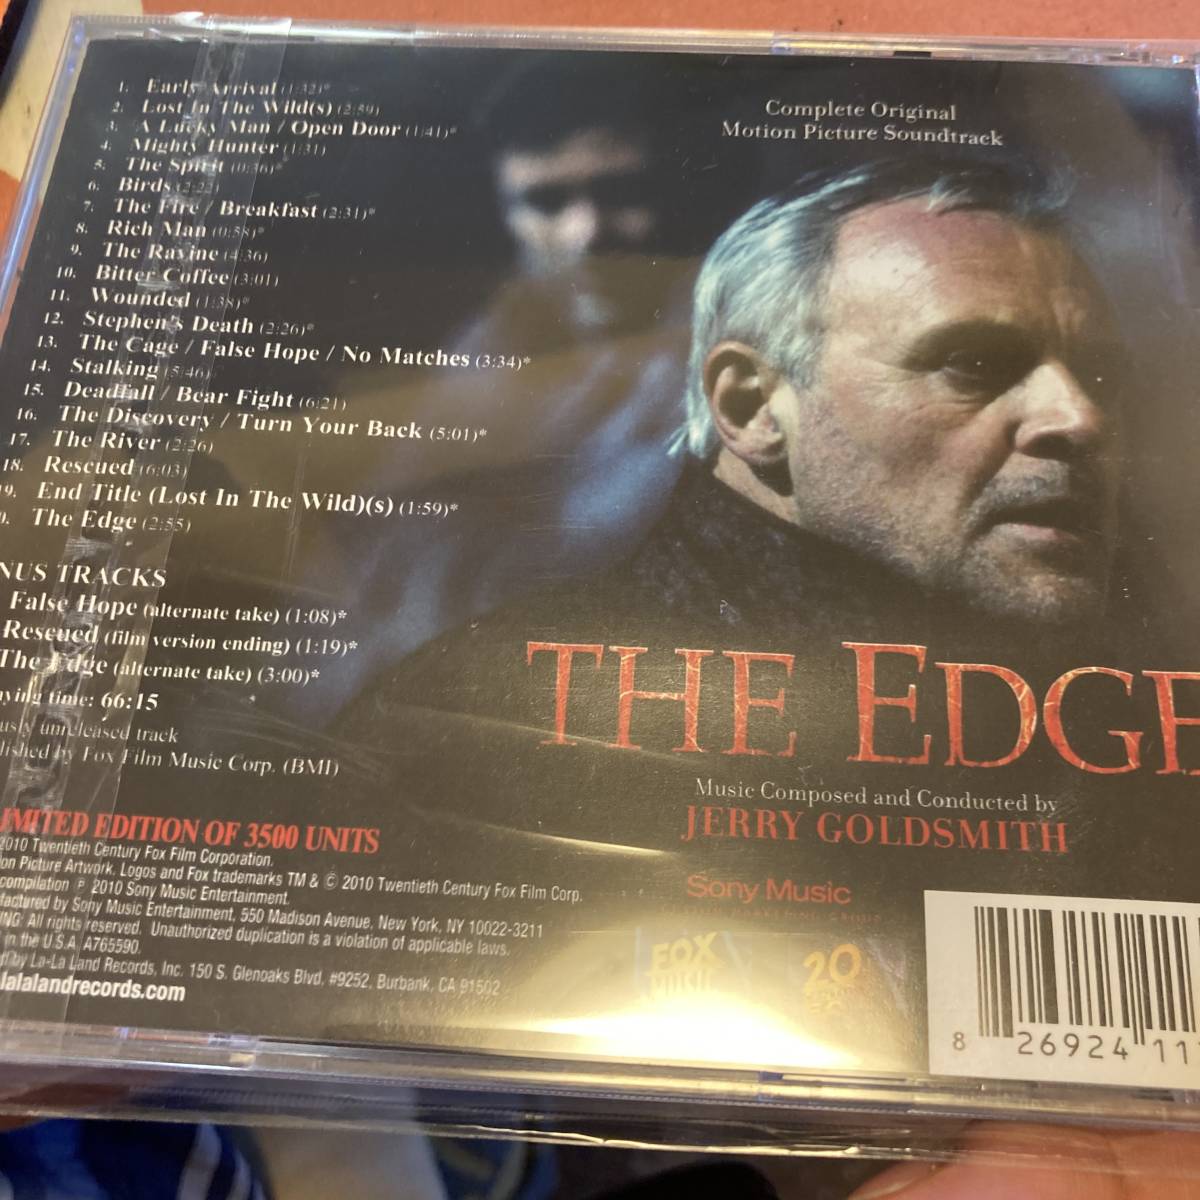 1. Early Arrival (1:32)*
2. Lost In The Wild(s) (2:59)
3. A Lucky Man / Open Door (1:41)*
4. Mighty Hunter (1:31)
5. The Spirit (0:36)*
6. Birds
7. The Fire / Breakfast (2:31)*
8. Rich Man (0:58)*
9. The Ravine (4:36)
10. Bitter Coffee (3:01)
11. Wounded (1:38)*
12. Stephen's Death (2:26)*
13. The Cage / False Hope / No Matches (3:34)*
14. Stalking (5:46)
15. Deadfall / Bear Fight (6:21)
16. The Discovery / Turn Your Back (5:01)*
17. The River (2:26)
18. Rescued (6:03)
9. End Title (Lost In The Wild)(s) (1:59)*
The Edge (2:55)
NUS TRACKS
False Hope (alternate take) (1:08)*
Rescued (film version ending) (1:19)*
The Edge (alternate take) (3:00)*
aying time: 66:15
usly unreleased track
lished by Fox Film Music Corp. (BMI)
LIMITED EDITION OF 3500 UNITS
2010 Twentieth Century Fox Film Corporation.
on Picture Artwork, Logos and Fox trademarks TM & © 2010 Twentieth Century Fox Film Corp.
compilation ℗ 2010 Sony Music Entertainment.
factured by Sony Music Entertainment, 550 Madison Avenue, New York, NY 10022-3211
ING: All rights reserved. Unauthorized duplication is a violation of applicable laws.
in the U.S.A. A765590.
by La-La Land Records, Inc. 150 S. Glenoaks Blvd, #9252, Burbank, CA 91502
lalalandrecords.com
Complete Original
Motion Picture Soundtrack
THE EDGE
Music Composed and Conducted by
JERRY GOLDSMITH
Sony Music
FOX
MUSIC
20
8 26924 11